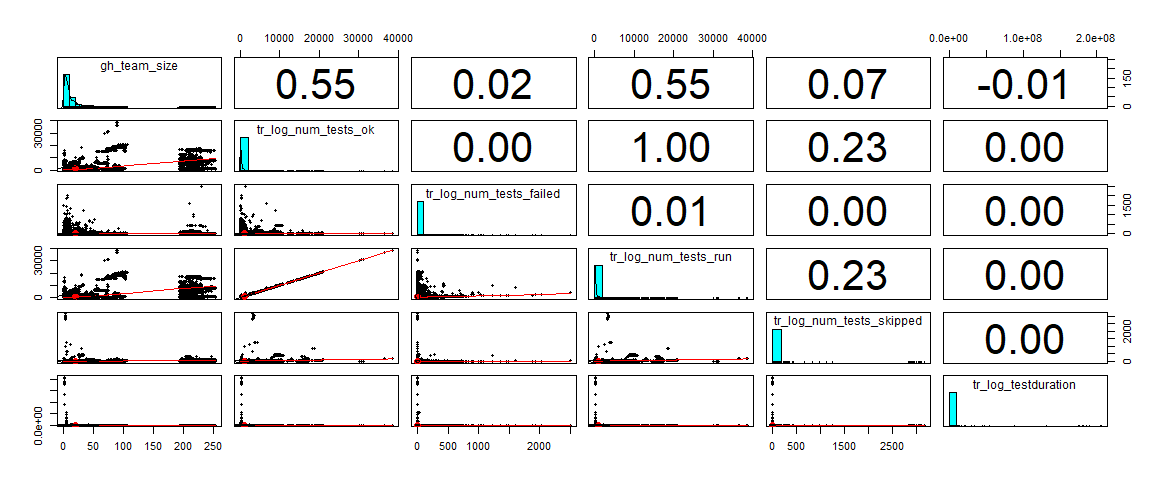 0 10000 20000 30000 40000 0 10000 20000 30000 40000 0.0e+00 1.0e+08 2.0e+08
gh_team_size 0.55 0.02 0.55 0.07 -0.01 0 150
0 30000 tr_log_num_tests_ok 0.00 1.00 0.23 0.00
tr_log_num_tests_failed 0.01 0.00 0.00 0 1500
0 30000 tr_log_num_tests_run 0.23 0.00
tr_log_num_tests_skipped 0.00 0 2000
0.0e+00 tr_log_testduration
0 50 100 150 200 250 0 500 1000 2000 0 500 1500 2500